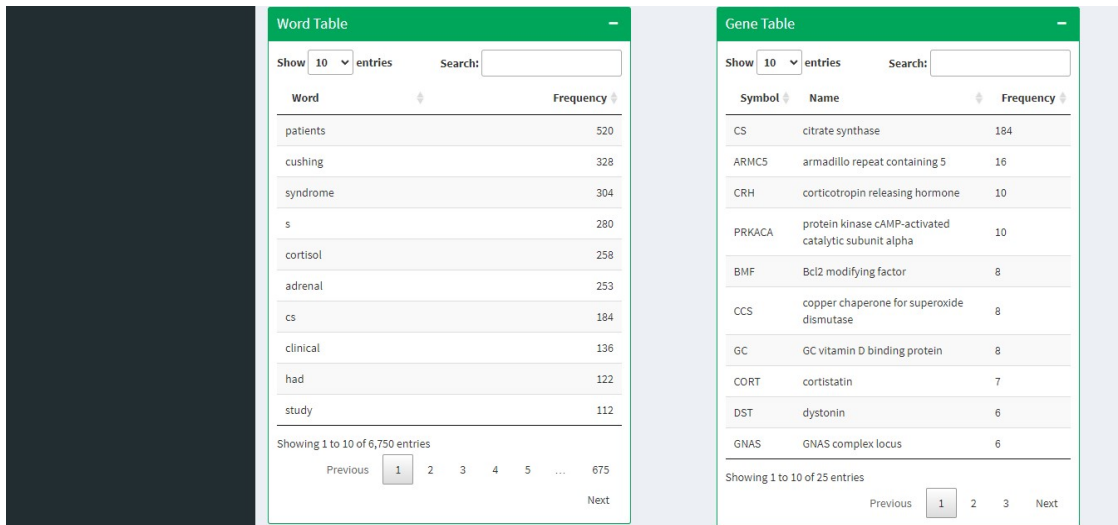 Word Table
Show 10 entries Search:
Word Frequency
patients 520
cushing 328
syndrome 304
s 280
cortisol 258
adrenal 253
cs 184
clinical 136
had 122
study 112
Showing 1 to 10 of 6,750 entries
Previous 1 2 3 4 5 ... 675
Next
Gene Table
Show 10 entries Search:
Symbol Name Frequency
CS citrate synthase 184
ARMC5 armadillo repeat containing 5 16
CRH corticotropin releasing hormone 10
PRKACA protein kinase cAMP-activated
catalytic subunit alpha 10
BMF Bcl2 modifying factor 8
CCS copper chaperone for superoxide
dismutase 8
GC GC vitamin D binding protein 8
CORT cortistatin 7
DST dystonin 6
GNAS GNAS complex locus 6
Showing 1 to 10 of 25 entries
Previous 1 2 3 Next